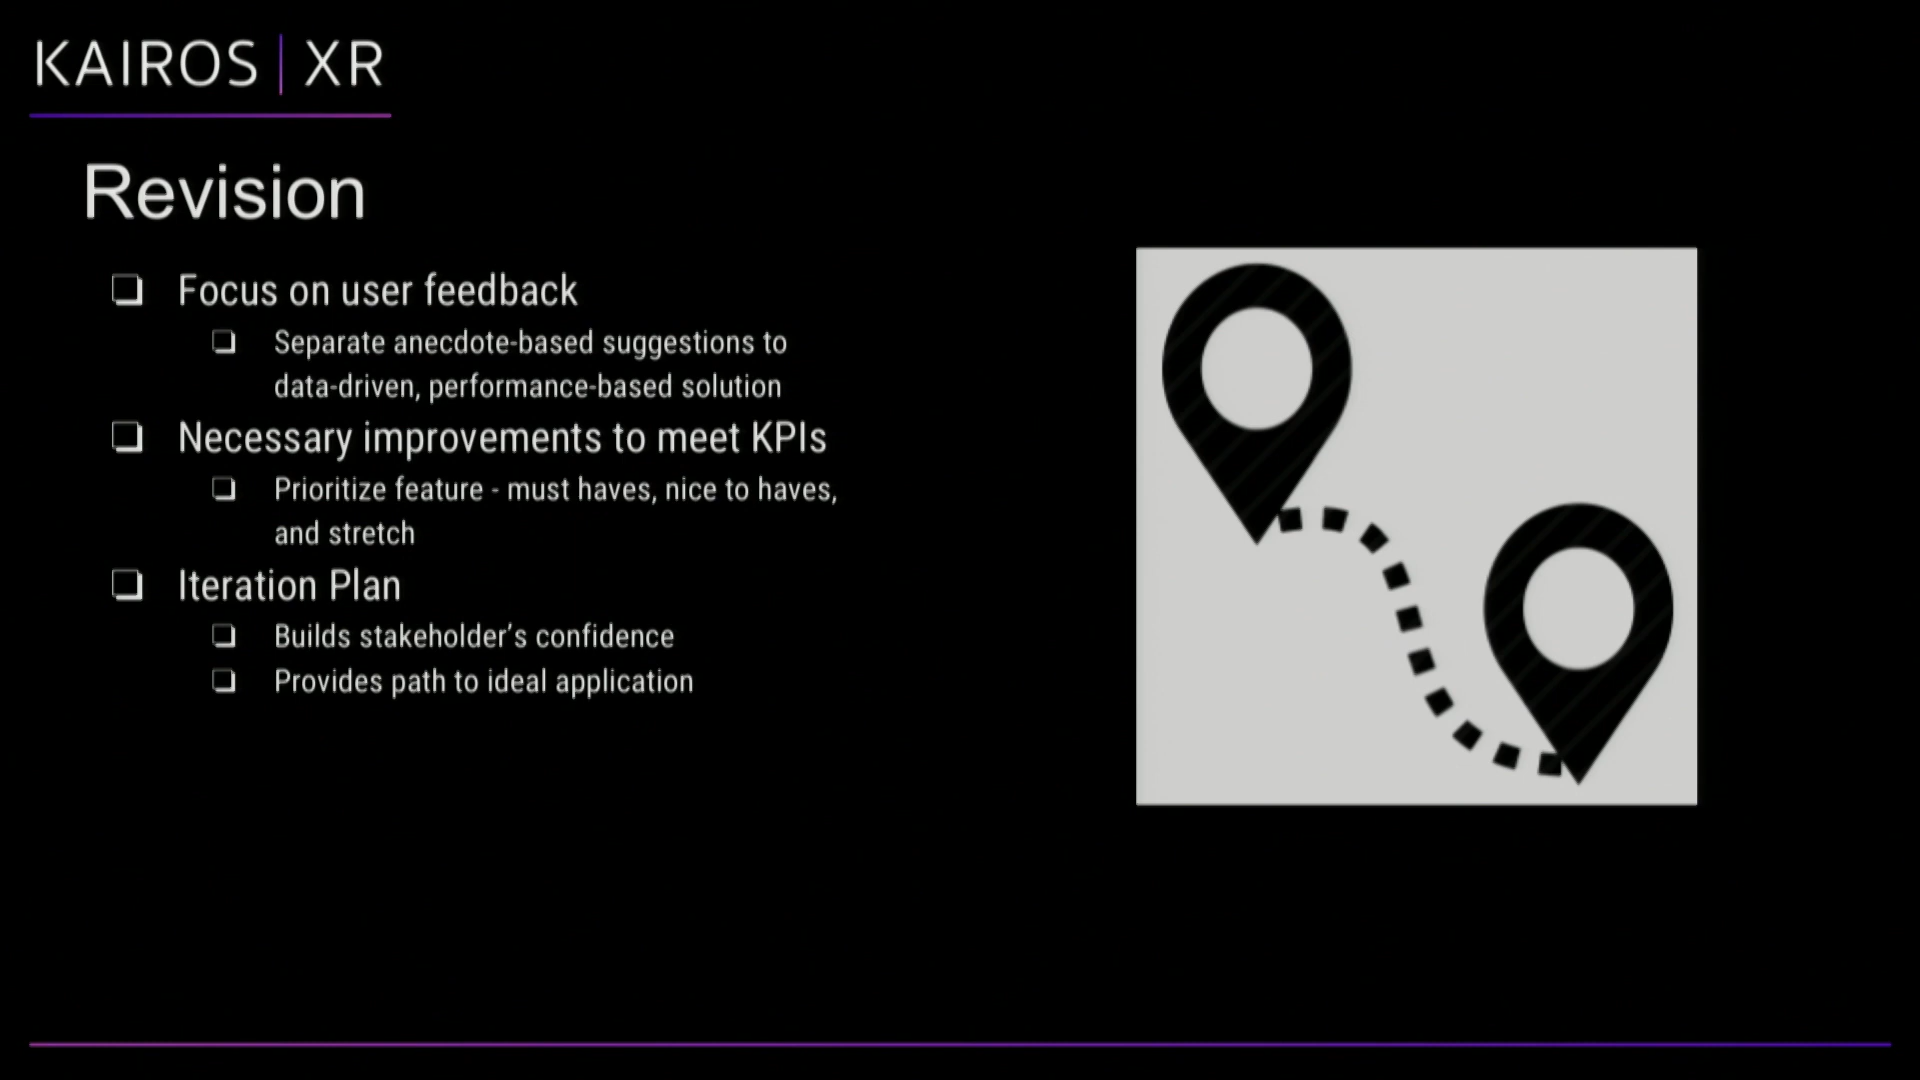 KAIROS | XR
Revision
❏ Focus on user feedback
❏ Separate anecdote-based suggestions to
data-driven, performance-based solution
❏ Necessary improvements to meet KPIs
❏ Prioritize feature - must haves, nice to haves,
and stretch
❏ Iteration Plan
❏ Builds stakeholder’s confidence
❏ Provides path to ideal application